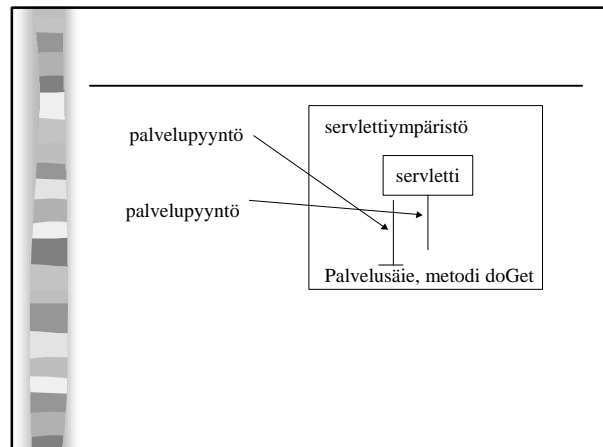 palvelupyyntö
servlettiympäristö
servletti
palvelupyyntö
Palvelusäie, metodi doGet